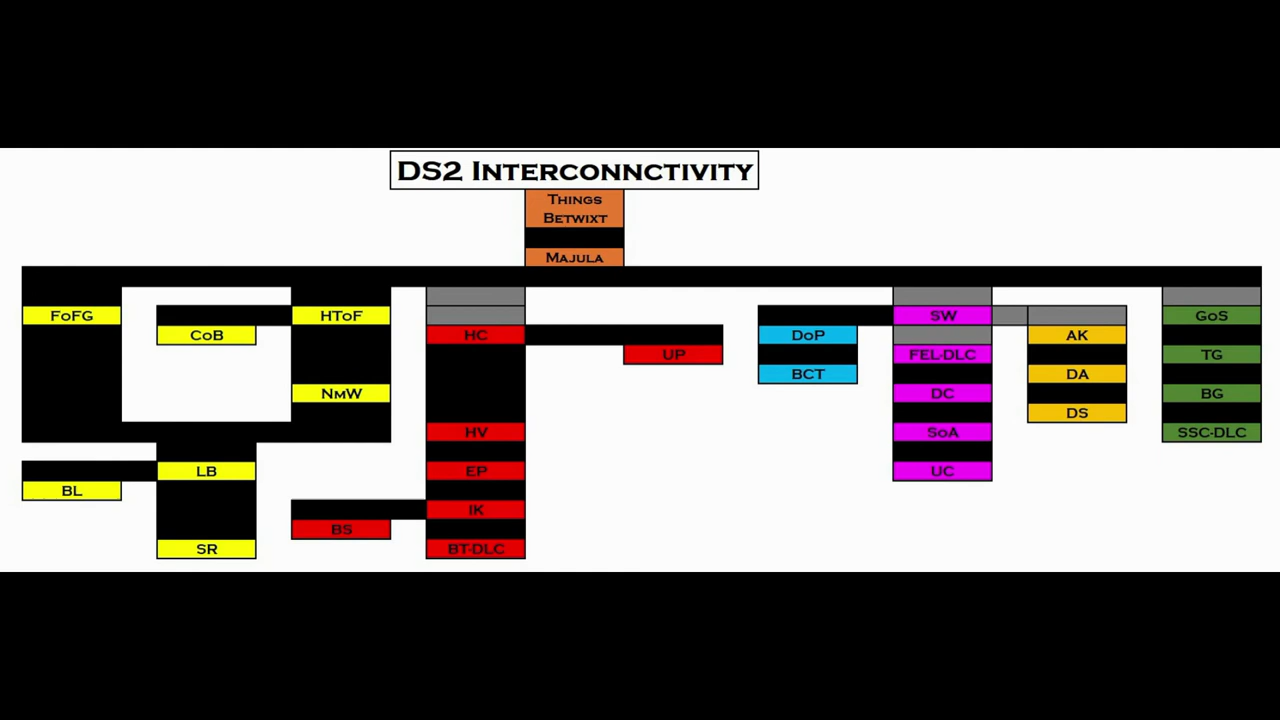 DS2 Interconnctivity
Things
Betwixt
Majula
FoFG
HToF
SW
GoS
CoB
HC
DoP
AK
UP
FEL-DLC
TG
BCT
DA
NmW
DC
BG
DS
HV
SoA
SSC-DLC
LB
EP
UC
BL
IK
BS
SR
BT-DLC